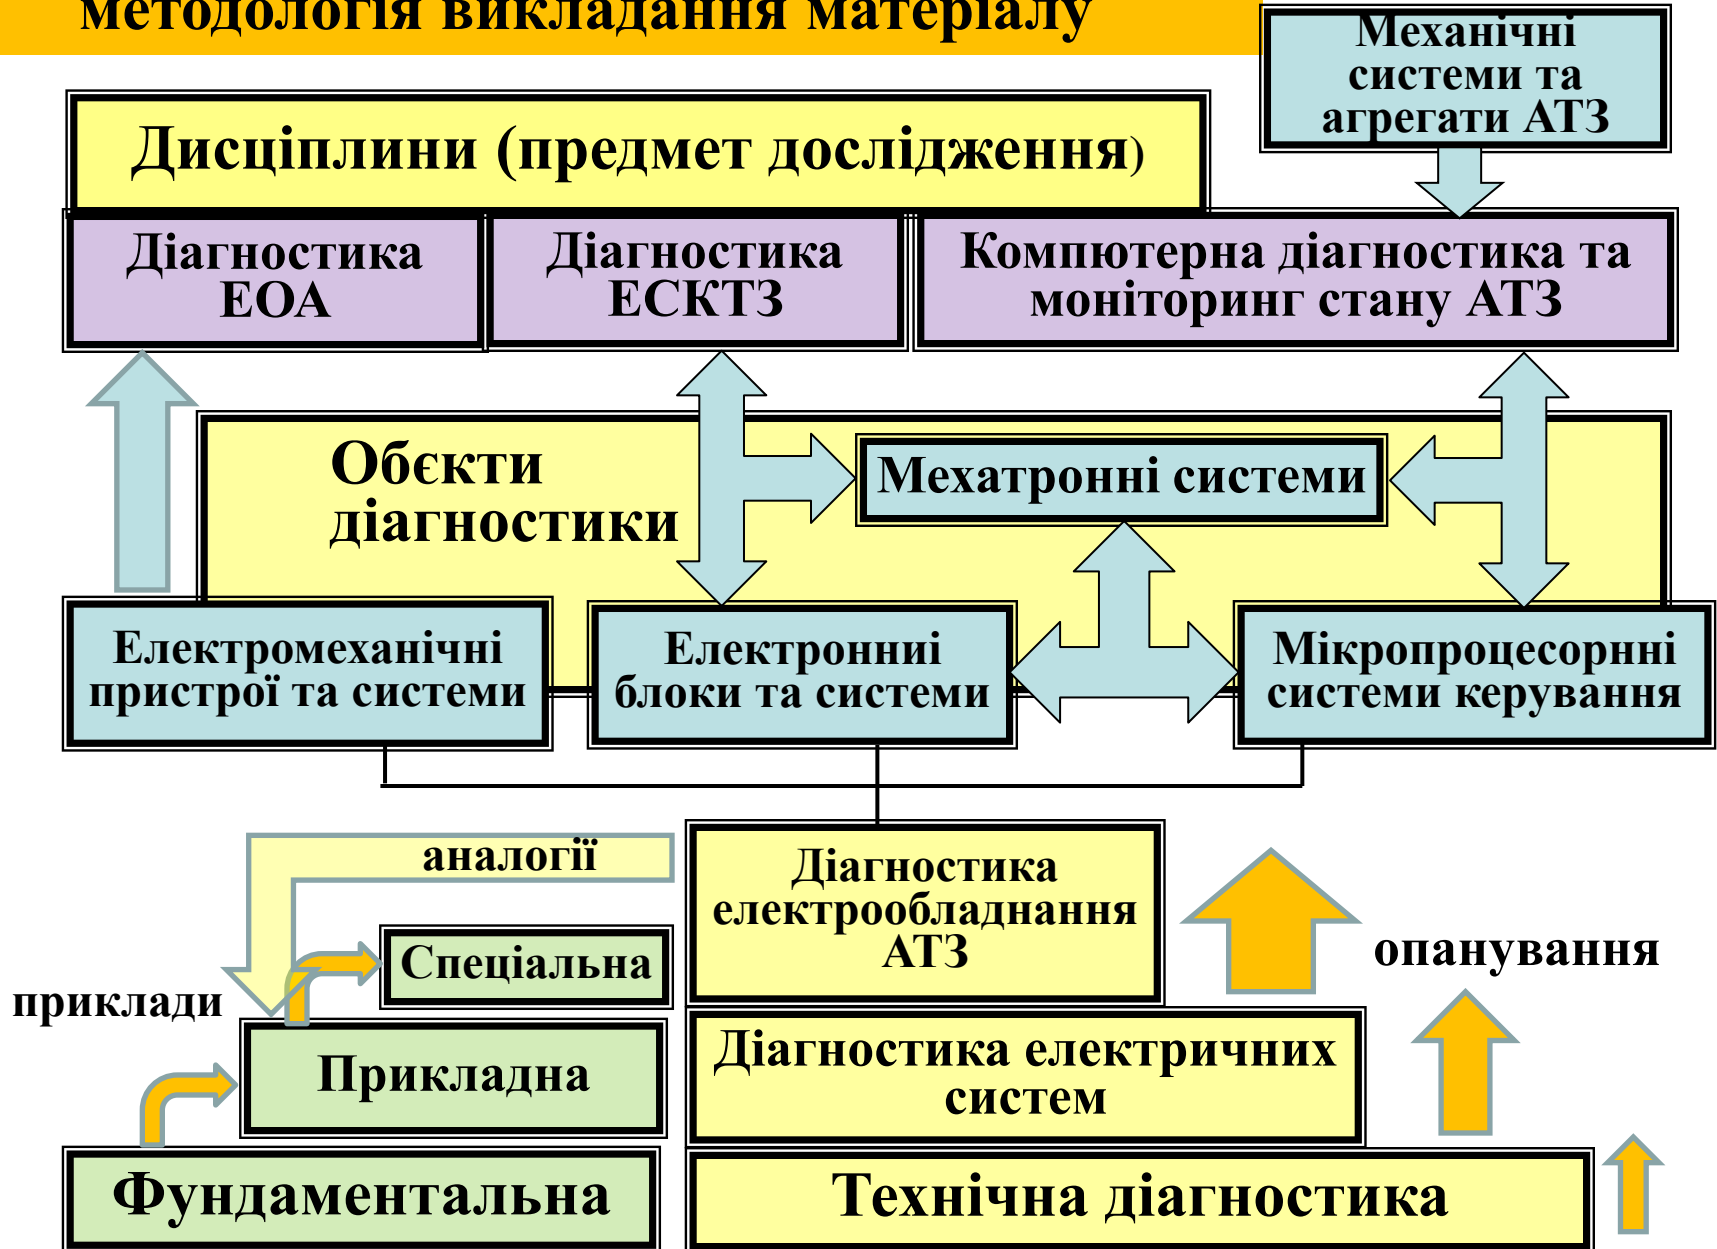 методологія викладання матеріалу
Механічні
системи та
агрегати АТЗ
Дисціплини (предмет дослідження)
Діагностика
ЕОА
Діагностика
ЕСКТЗ
Компютерна діагностика та
моніторинг стану АТЗ
Обєкти
діагностики
Мехатронні системи
Електромеханічні
пристрої та системи
Електронниі
блоки та системи
Мікропроцесорнні
системи керування
аналогії
Діагностика
електрообладнання
АТЗ
опанування
Спеціальна
приклади
Прикладна
Діагностика електричних
систем
Фундаментальна
Технічна діагностика